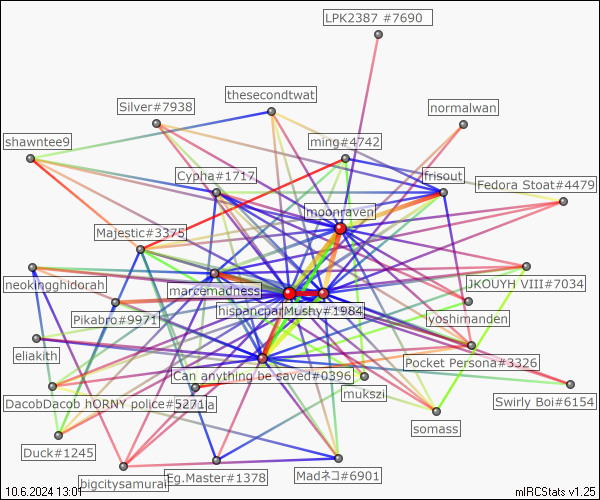 LPK2387 #7690
thesecondtwat
Silver#7938
normalwan
shawntee9
ming#4742
Cypha#1717
frisout
Fedora Stoat#4479
moonraven
Majestic#3375
neokingghidorah
marcemadness
JKOUYH VIII#7034
hispancpar
Mushy#1984
yoshimanden
Pikabro#9971
eliakith
Pocket Persona#3326
Can anything be saved#0396
mukszi
Swirly Boi#6154
DacobDacob hORNY police#5271
a
somass
Duck#1245
bigcitysamurai
Eg.Master#1378
Madネコ#6901
10.6.2024 13:01
mIRCStats v1.25